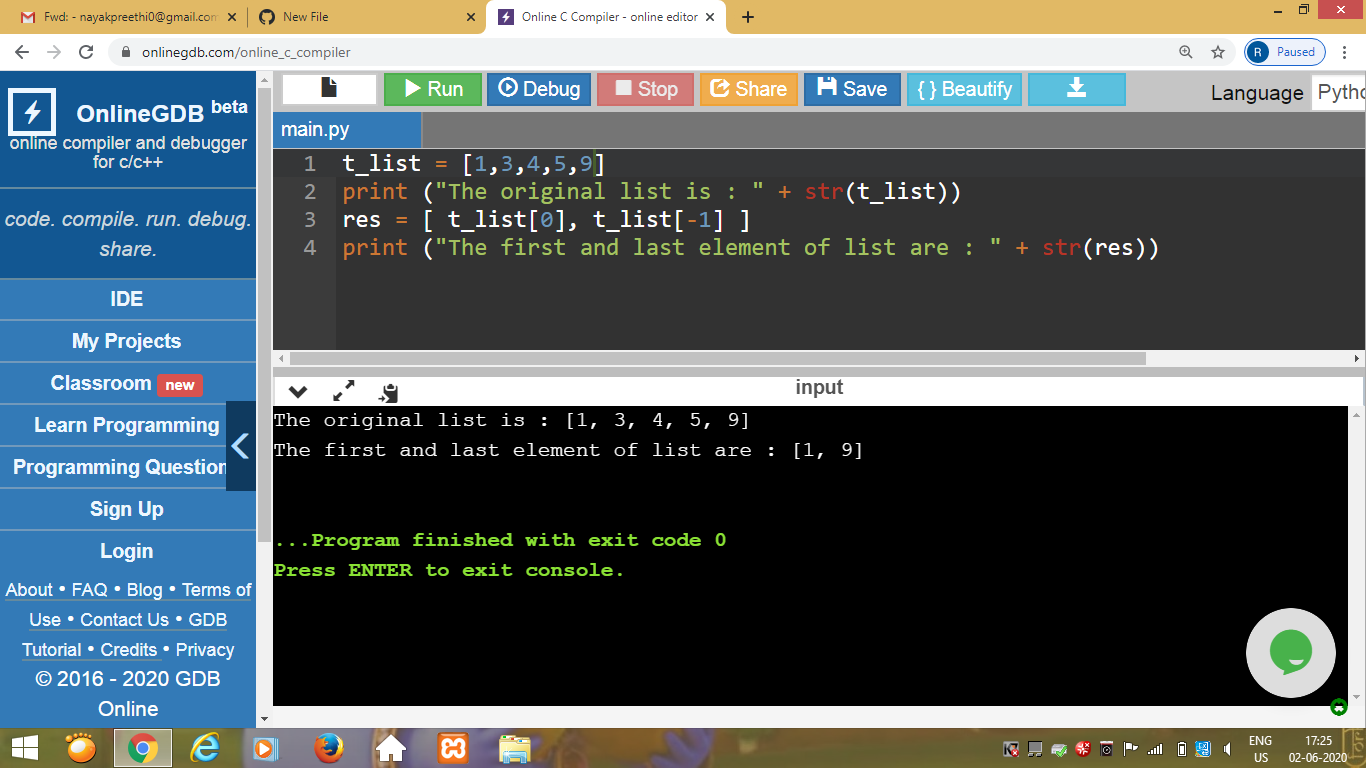 Fwd: - nayakpreethi0@gmail.com
New File
Online C Compiler - online editor
onlinegdb.com/online_c_compiler
R Paused
Run
Debug
Stop
Share
Save
{ } Beautify
Language Pytho
OnlineGDB beta
online compiler and debugger
for c/c++
code. compile. run. debug.
share.
IDE
My Projects
Classroom new
Learn Programming
Programming Question
Sign Up
Login
About • FAQ • Blog • Terms of
Use • Contact Us • GDB
Tutorial • Credits • Privacy
© 2016 - 2020 GDB
Online
main.py
1 t_list = [1,3,4,5,9]
2 print ("The original list is : " + str(t_list))
3 res = [ t_list[0], t_list[-1] ]
4 print ("The first and last element of list are : " + str(res))
input
The original list is : [1, 3, 4, 5, 9]
The first and last element of list are : [1, 9]
...Program finished with exit code 0
Press ENTER to exit console.
ENG
US
17:25
02-06-2020